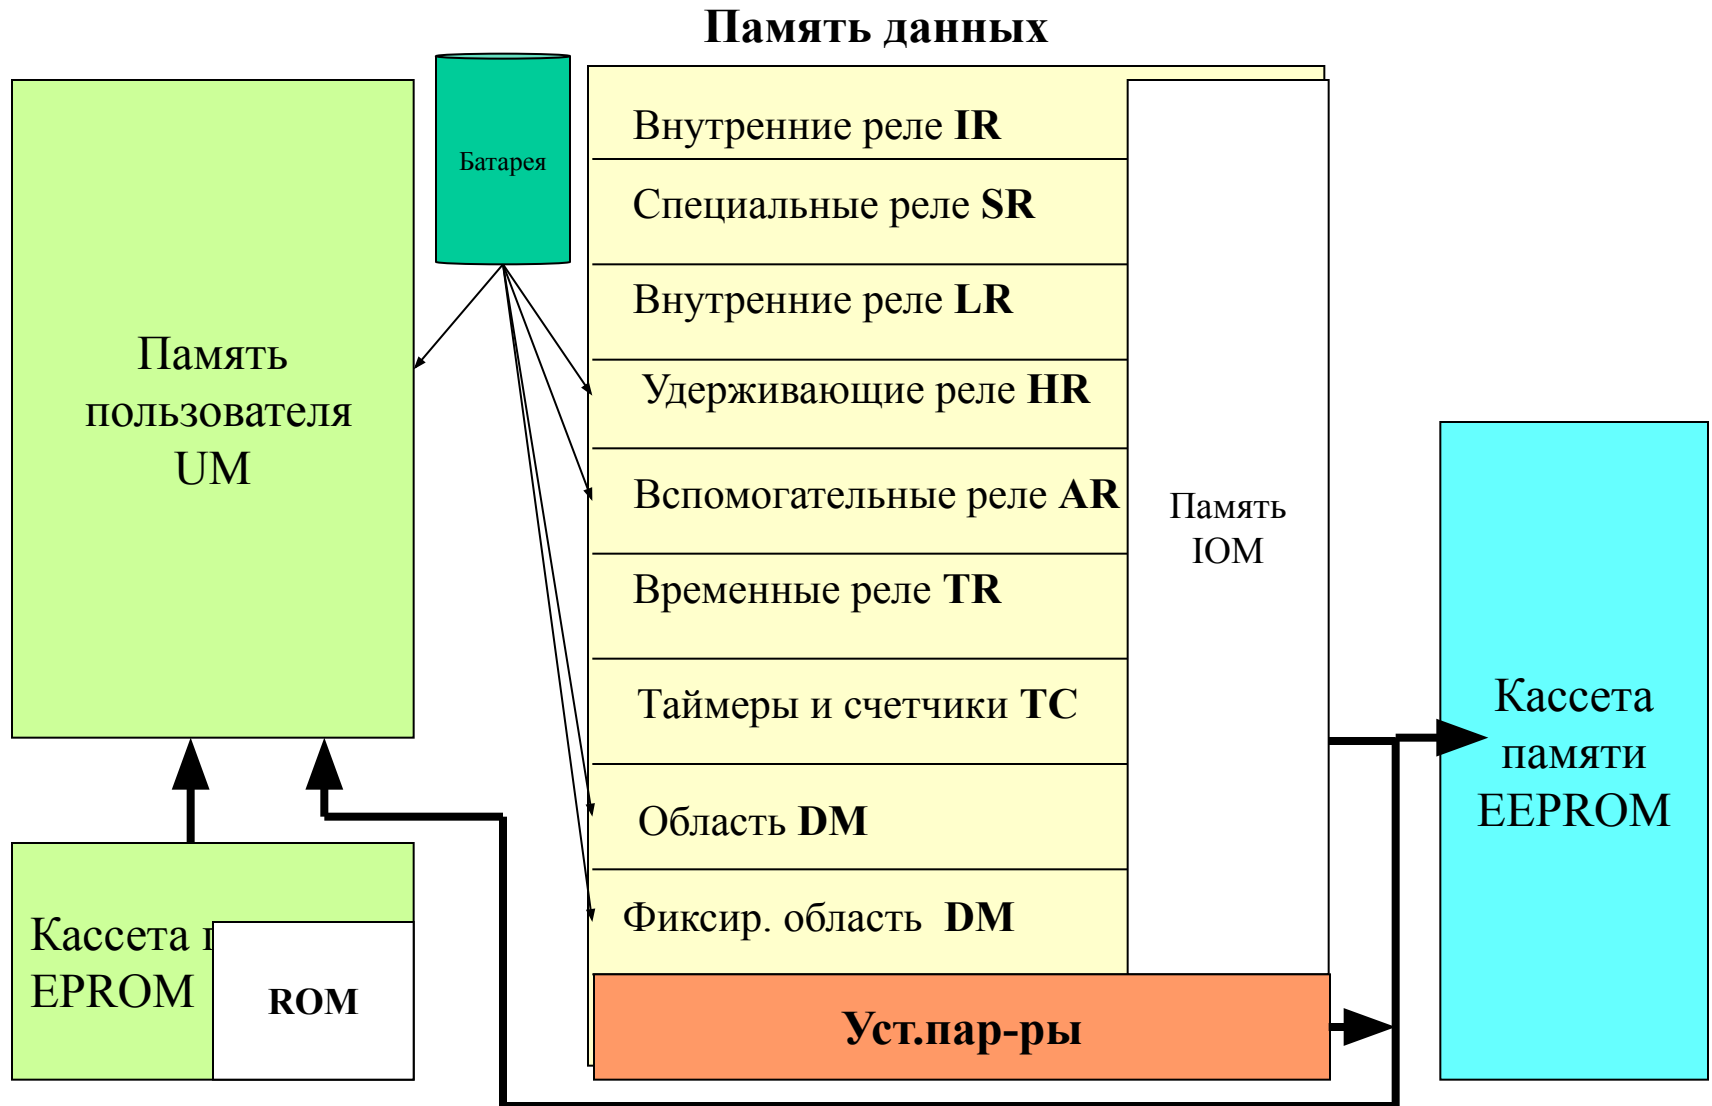 Память данных
Батарея
Память
пользователя
UM
Внутренние реле IR
Специальные реле SR
Внутренние реле LR
Удерживающие реле HR
Вспомогательные реле AR
Временные реле TR
Таймеры и счетчики TC
Область DM
Фиксир. область DM
Уст.пар-ры
Память
IOM
Кассета
памяти
EEPROM
Кассета
EPROM
ROM